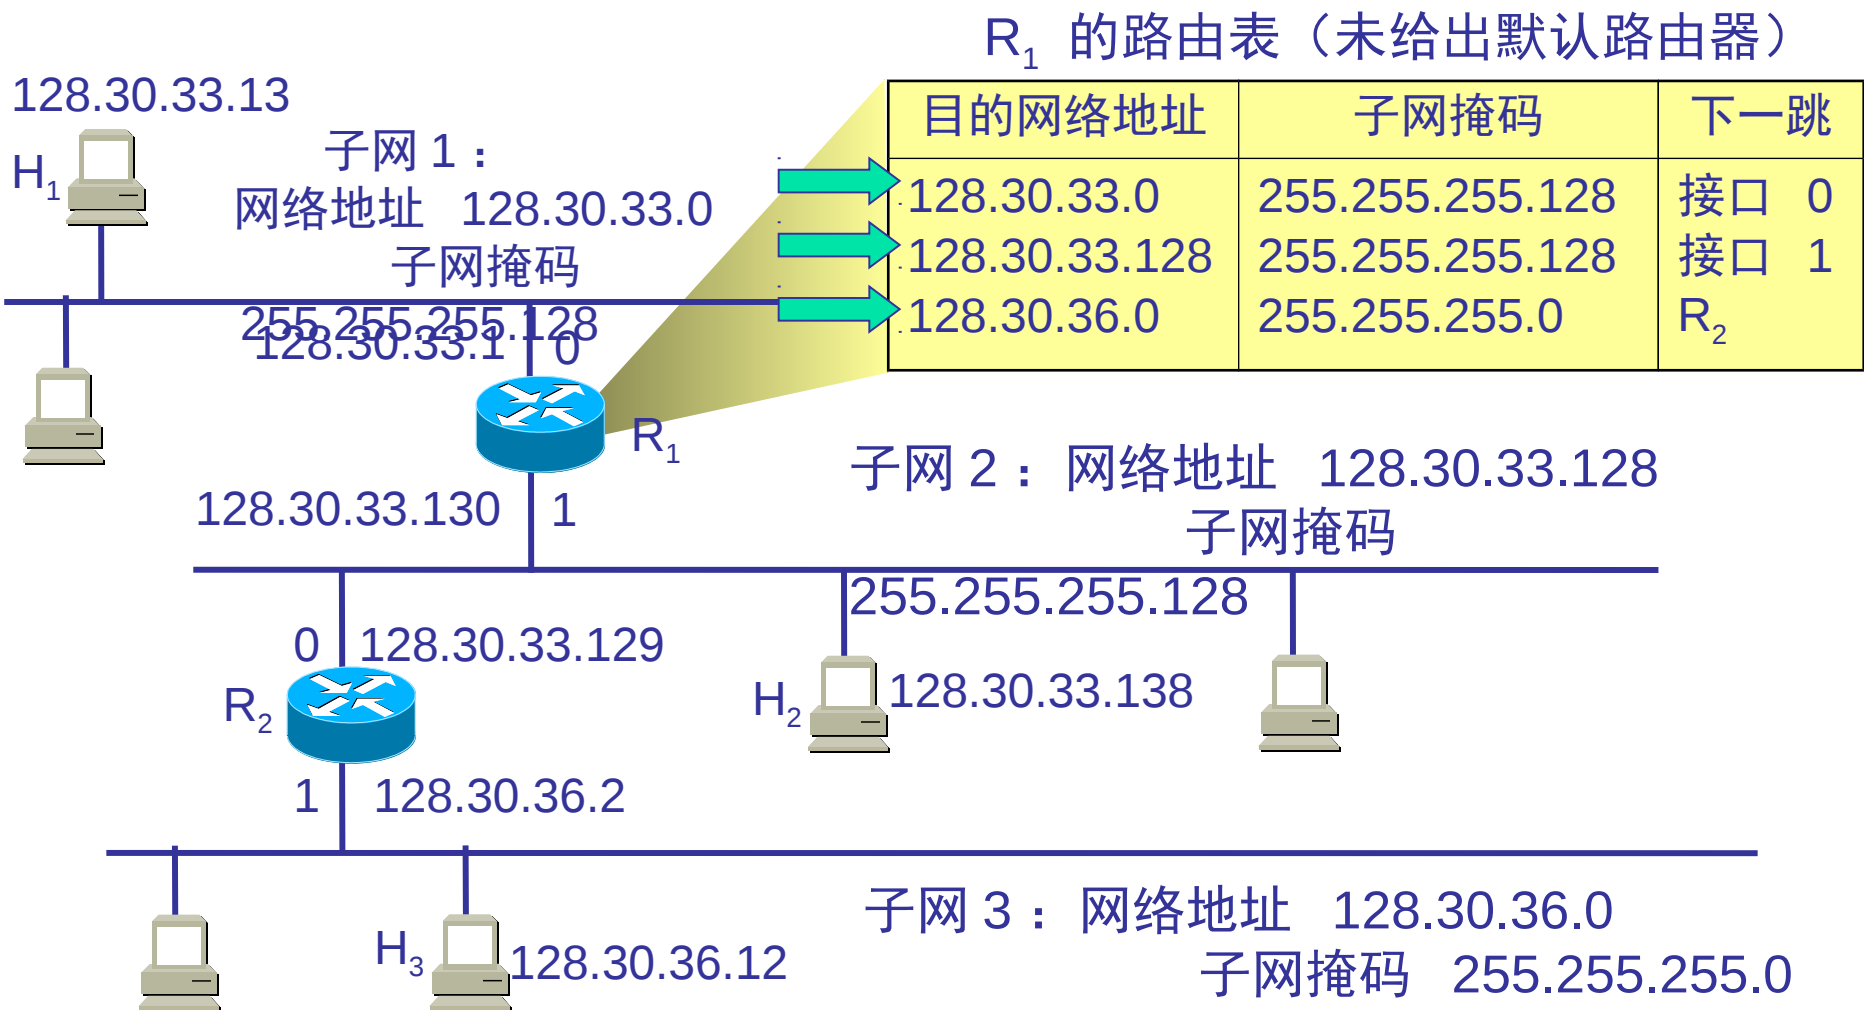 R1 的路由表（未给出默认路由器）
目的网络地址 子网掩码 下一跳
128.30.33.0 255.255.255.128 接口 0
128.30.33.128 255.255.255.128 接口 1
128.30.36.0 255.255.255.0 R2
128.30.33.13
H1
子网 1：
网络地址 128.30.33.0
子网掩码
255.255.255.128
128.30.33.1
0
R1
128.30.33.130
1
子网 2：网络地址 128.30.33.128
子网掩码
255.255.255.128
0
128.30.33.129
R2
H2
128.30.33.138
1
128.30.36.2
子网 3：网络地址 128.30.36.0
子网掩码 255.255.255.0
H3
128.30.36.12